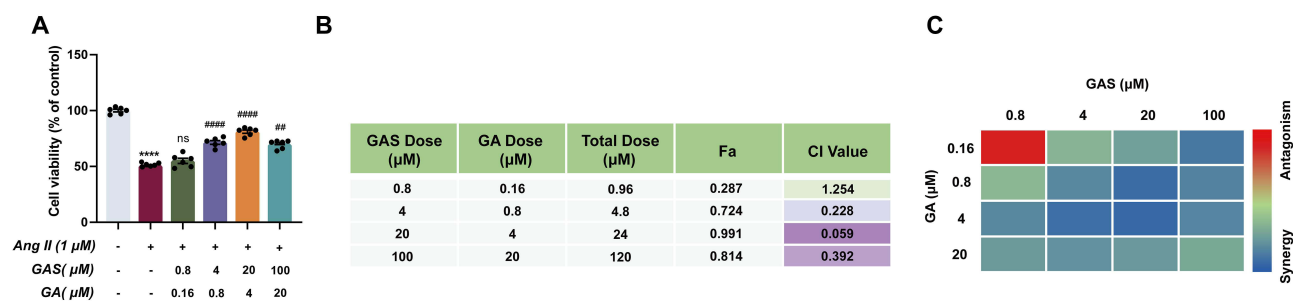 A
Cell viability (% of control)
150
100
50
0
****
ns
####
####
##
Ang II (1 μM) - + + + + +
GAS( μM) - - 0.8 4 20 100
GA( μM) - - 0.16 0.8 4 20
B
GAS Dose (μM) GA Dose (μM) Total Dose (μM) Fa CI Value
0.8 0.16 0.96 0.287 1.254
4 0.8 4.8 0.724 0.228
20 4 24 0.991 0.059
100 20 120 0.814 0.392
C
GAS (μM)
0.8 4 20 100
GA (μM)
0.16
0.8
4
20
Antagonism
Synergy